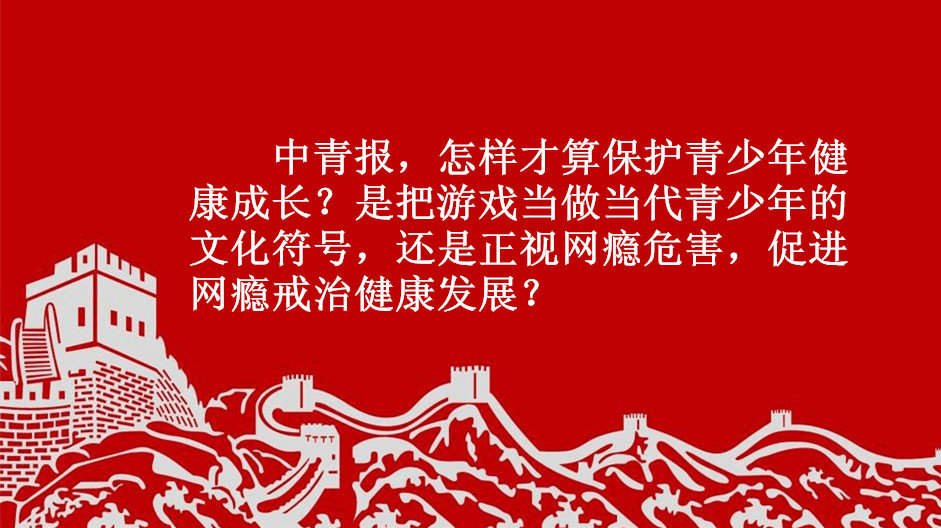 中青报，怎样才算保护青少年健
康成长？是把游戏当做当代青少年的
文化符号，还是正视网瘾危害，促进
网瘾戒治健康发展？